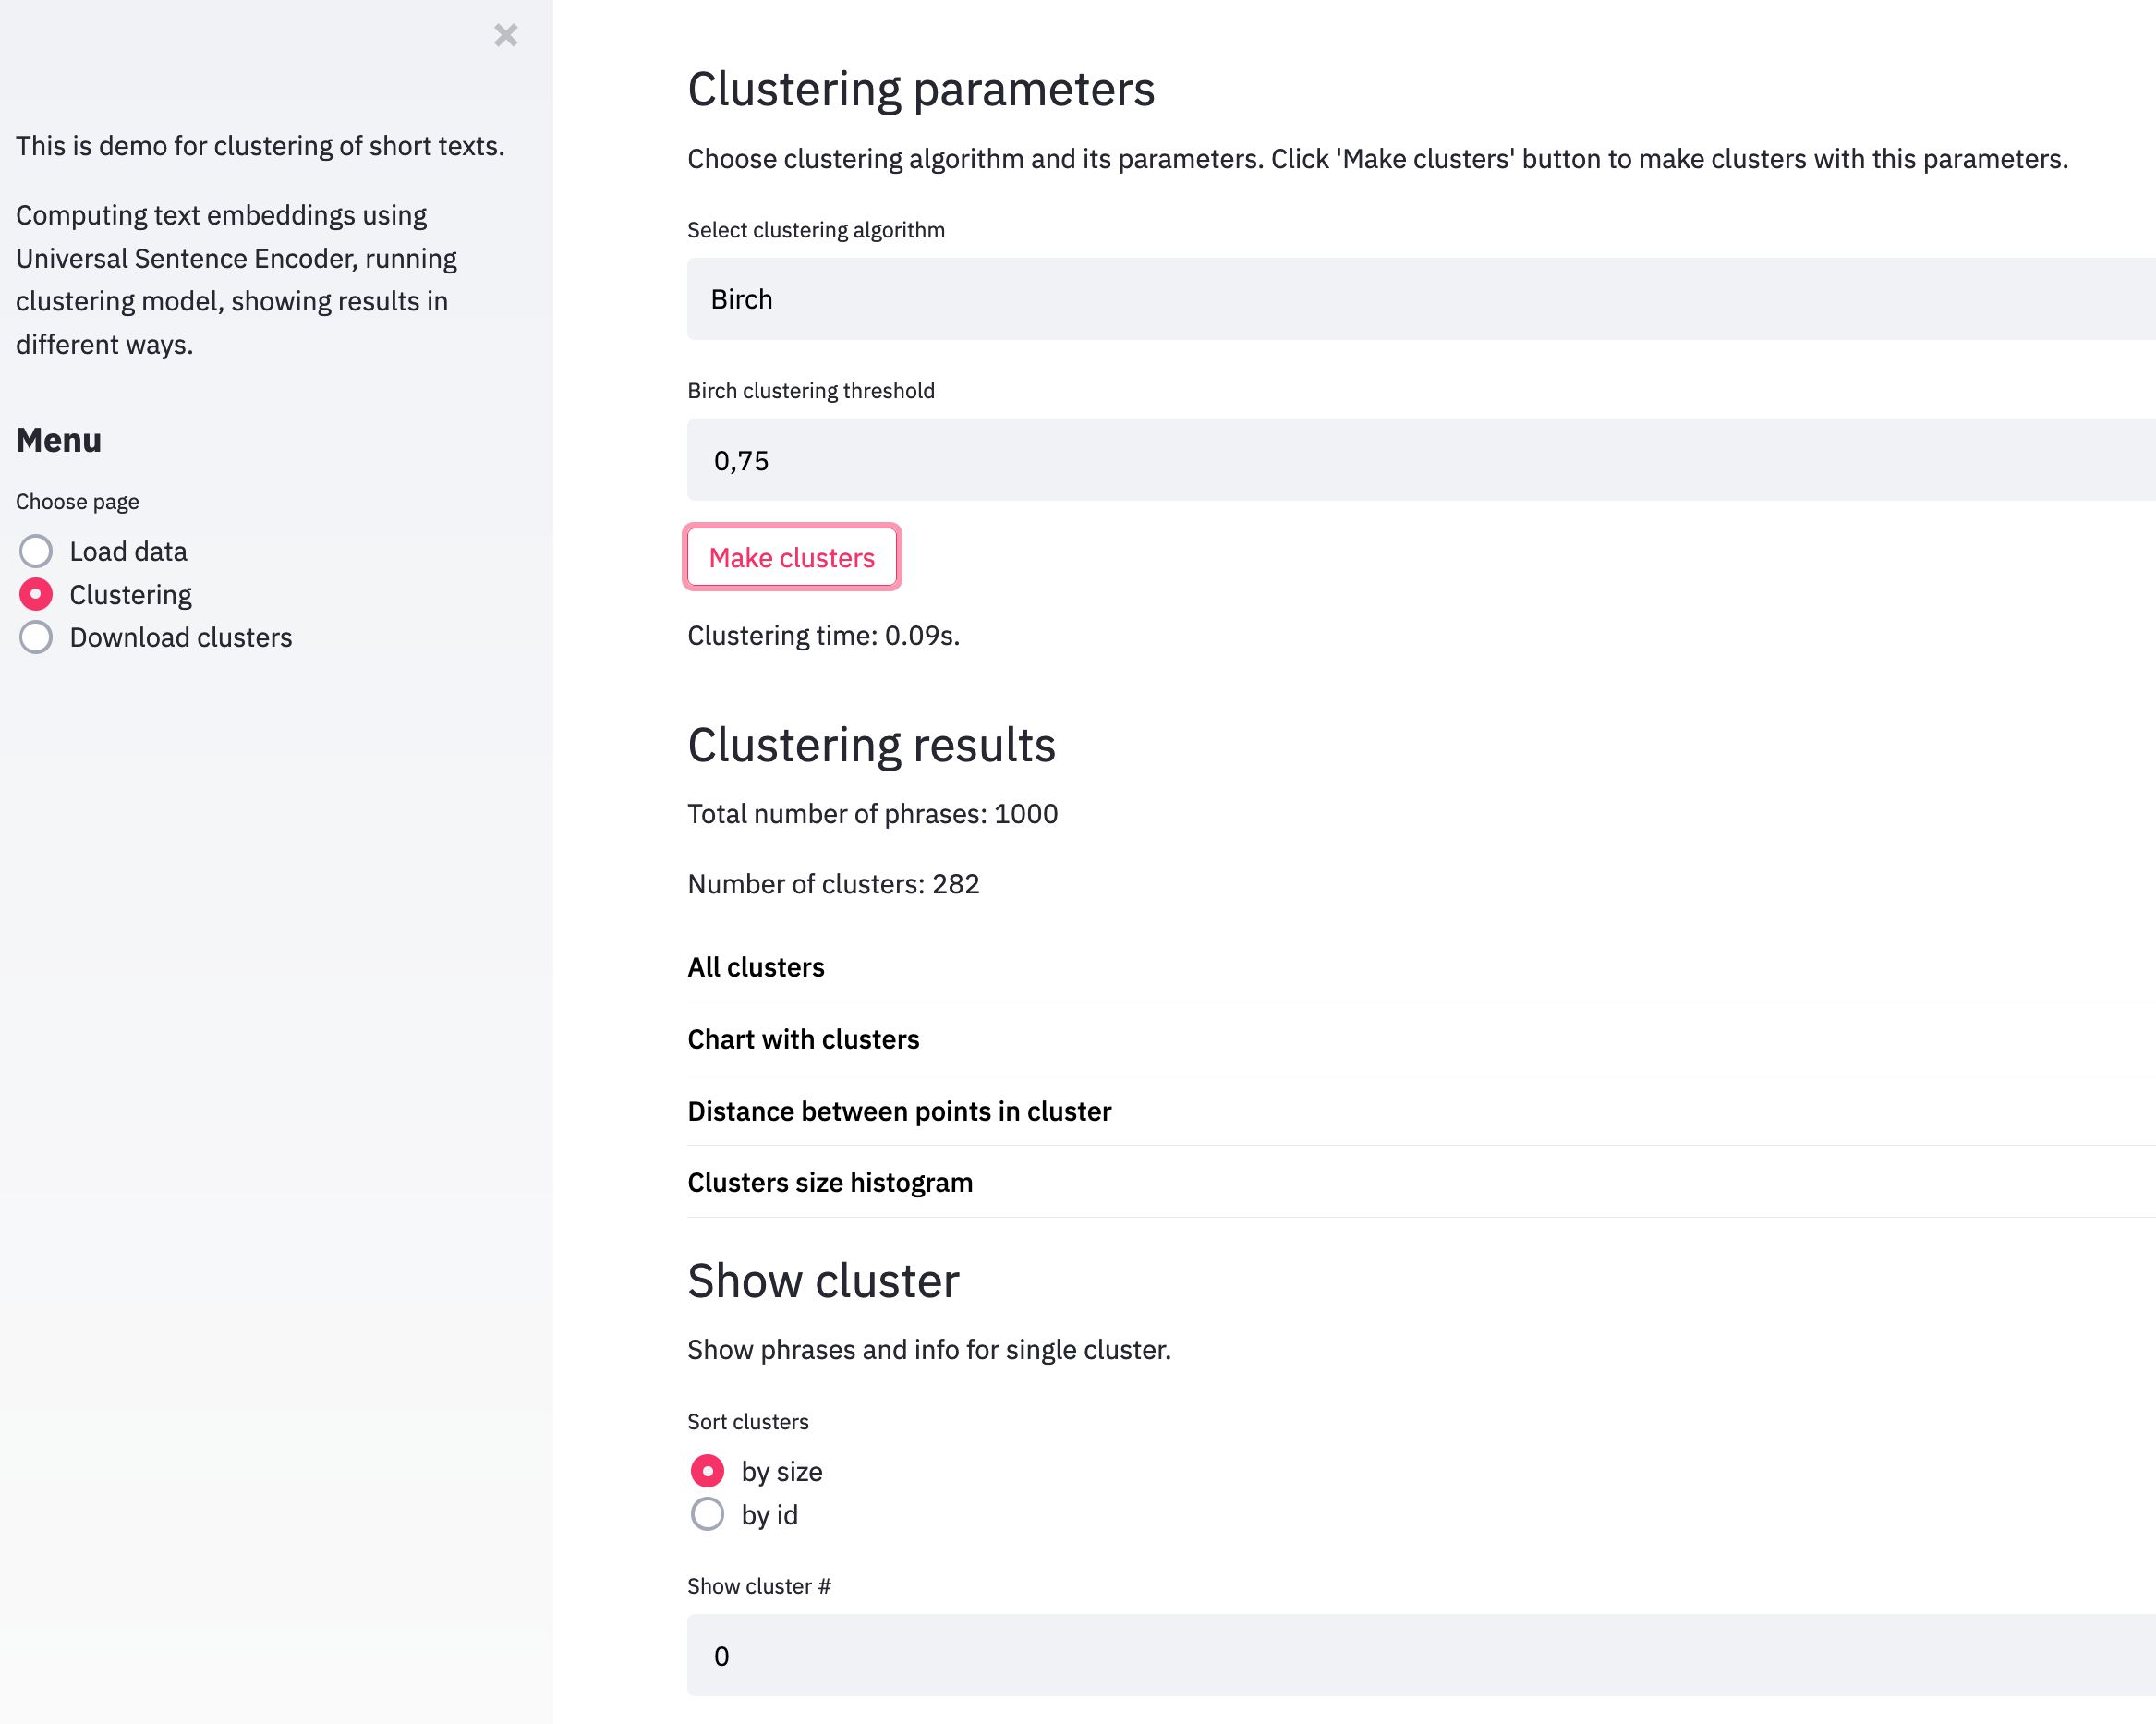 This is demo for clustering of short texts.
Computing text embeddings using
Universal Sentence Encoder, running
clustering model, showing results in
different ways.
Menu
Choose page
Load data
Clustering
Download clusters
Clustering parameters
Choose clustering algorithm and its parameters. Click 'Make clusters' button to make clusters with this parameters.
Select clustering algorithm
Birch
Birch clustering threshold
0,75
Make clusters
Clustering time: 0.09s.
Clustering results
Total number of phrases: 1000
Number of clusters: 282
All clusters
Chart with clusters
Distance between points in cluster
Clusters size histogram
Show cluster
Show phrases and info for single cluster.
Sort clusters
by size
by id
Show cluster #
0